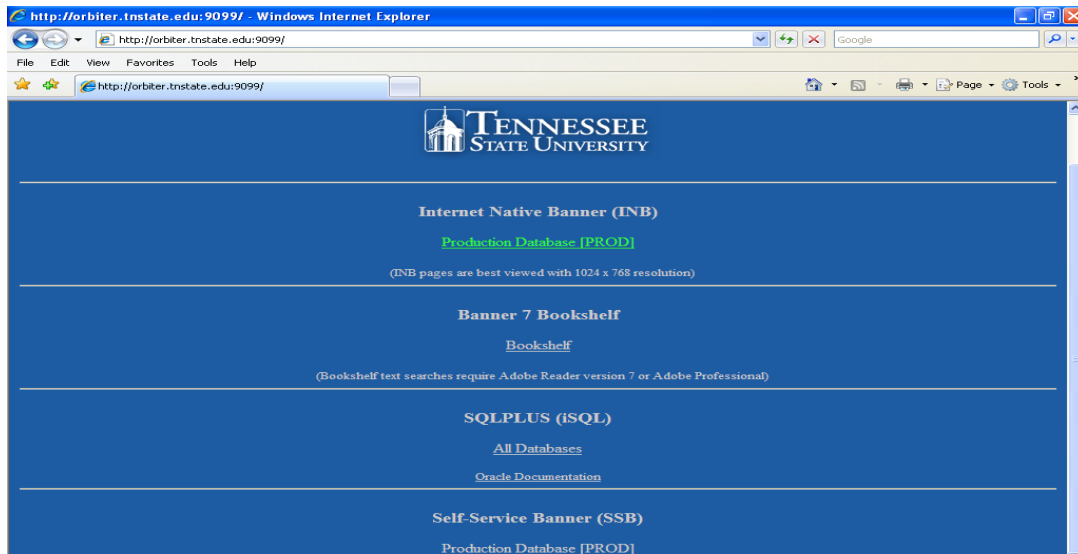 http://orbiter.tnstate.edu:9099/ - Windows Internet Explorer
http://orbiter.tnstate.edu:9099/
Google
File Edit View Favorites Tools Help
http://orbiter.tnstate.edu:9099/
Page Tools
TENNESSEE
STATE UNIVERSITY
Internet Native Banner (INB)
Production Database [PROD]
(INB pages are best viewed with 1024 x 768 resolution)
Banner 7 Bookshelf
Bookshelf
(Bookshelf text searches require Adobe Reader version 7 or Adobe Professional)
SQLPLUS (iSQL)
All Databases
Oracle Documentation
Self-Service Banner (SSB)
Production Database [PROD]